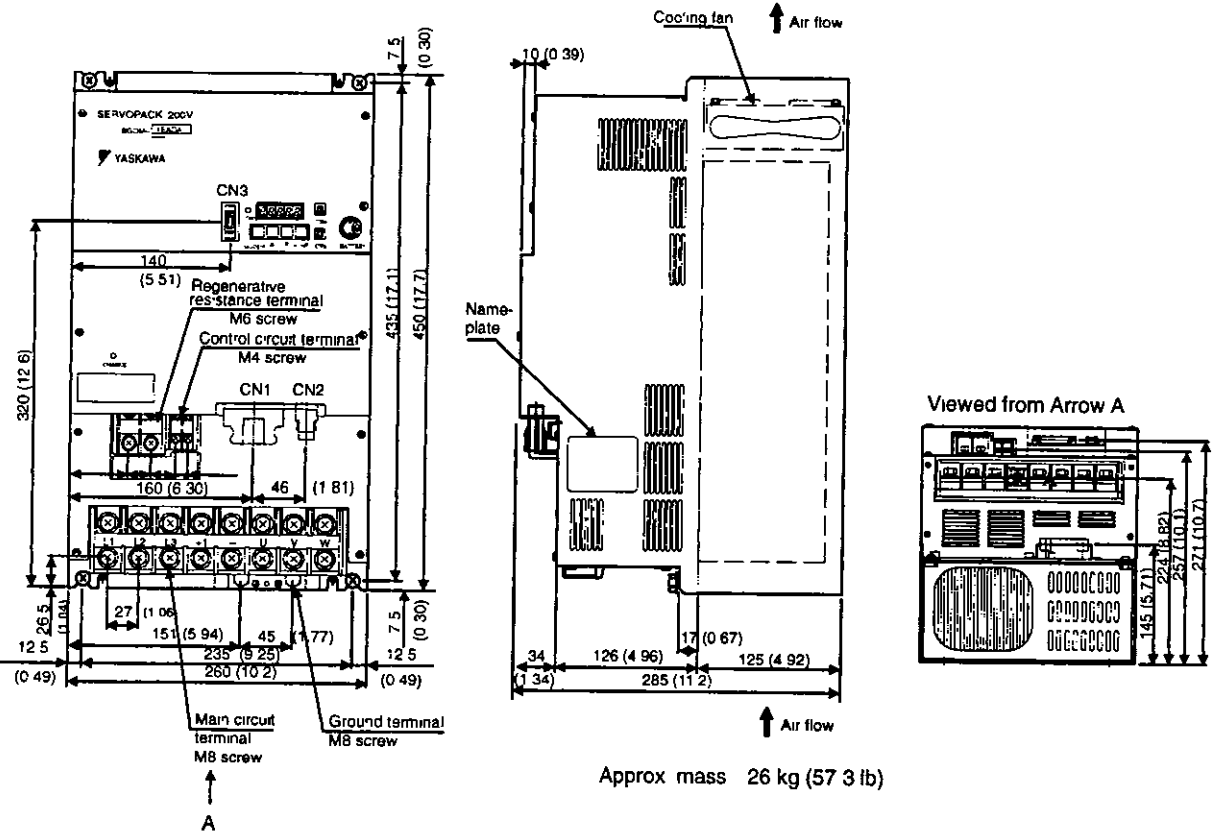 Cooling fan
Air flow
7 5
(0 30)
10 (0 39)
SERVOPACK 200V
YASKAWA
CN3
140
(5 51)
Regenerative
resistance terminal
M6 screw
Control circuit terminal
M4 screw
CHARGE
CN1
CN2
320 (12 6)
435 (17.1)
450 (17.7)
Name-
plate
Viewed from Arrow A
160 (6 30)
46
(1 81)
L1 L2 L3 +1 − U V W
26 5
(1.04)
27
(1 06)
151 (5 94)
45
(1.77)
7 5
(0 30)
12 5
(0 49)
235 (9 25)
260 (10 2)
12 5
(0 49)
17 (0 67)
34
(1 34)
126 (4 96)
125 (4 92)
285 (11 2)
145 (5.71)
224 (8.82)
257 (10.1)
271 (10.7)
Main circuit
terminal
M8 screw
Ground terminal
M8 screw
Air flow
Approx mass 26 kg (57 3 lb)
A